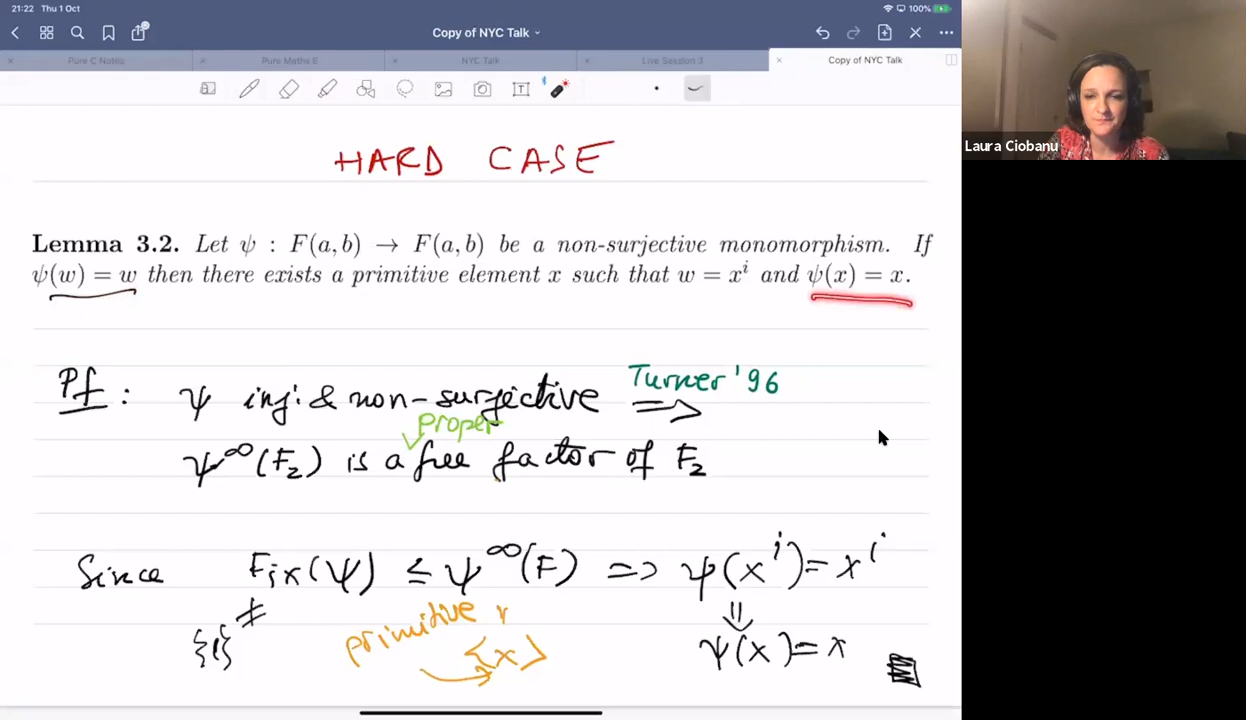 21:22 Thu 1 Oct
100%
Copy of NYC Talk
Pure C Notes
Pure Maths E
NYC Talk
Live Session 3
Copy of NYC Talk
Laura Ciobanu
HARD CASE
Lemma 3.2. Let ψ : F(a, b) → F(a, b) be a non-surjective monomorphism. If
ψ(w) = w then there exists a primitive element x such that w = xⁱ and ψ(x) = x.
Turner '96
Pf : ψ inj. & non-surjective ⟹
proper
ψ^∞(F₂) is a free factor of F₂
Since Fix(ψ) ≤ ψ^∞(F) ⟹ ψ(xⁱ) = xⁱ
≠ primitive ⇓
{1} <x> ψ(x) = x